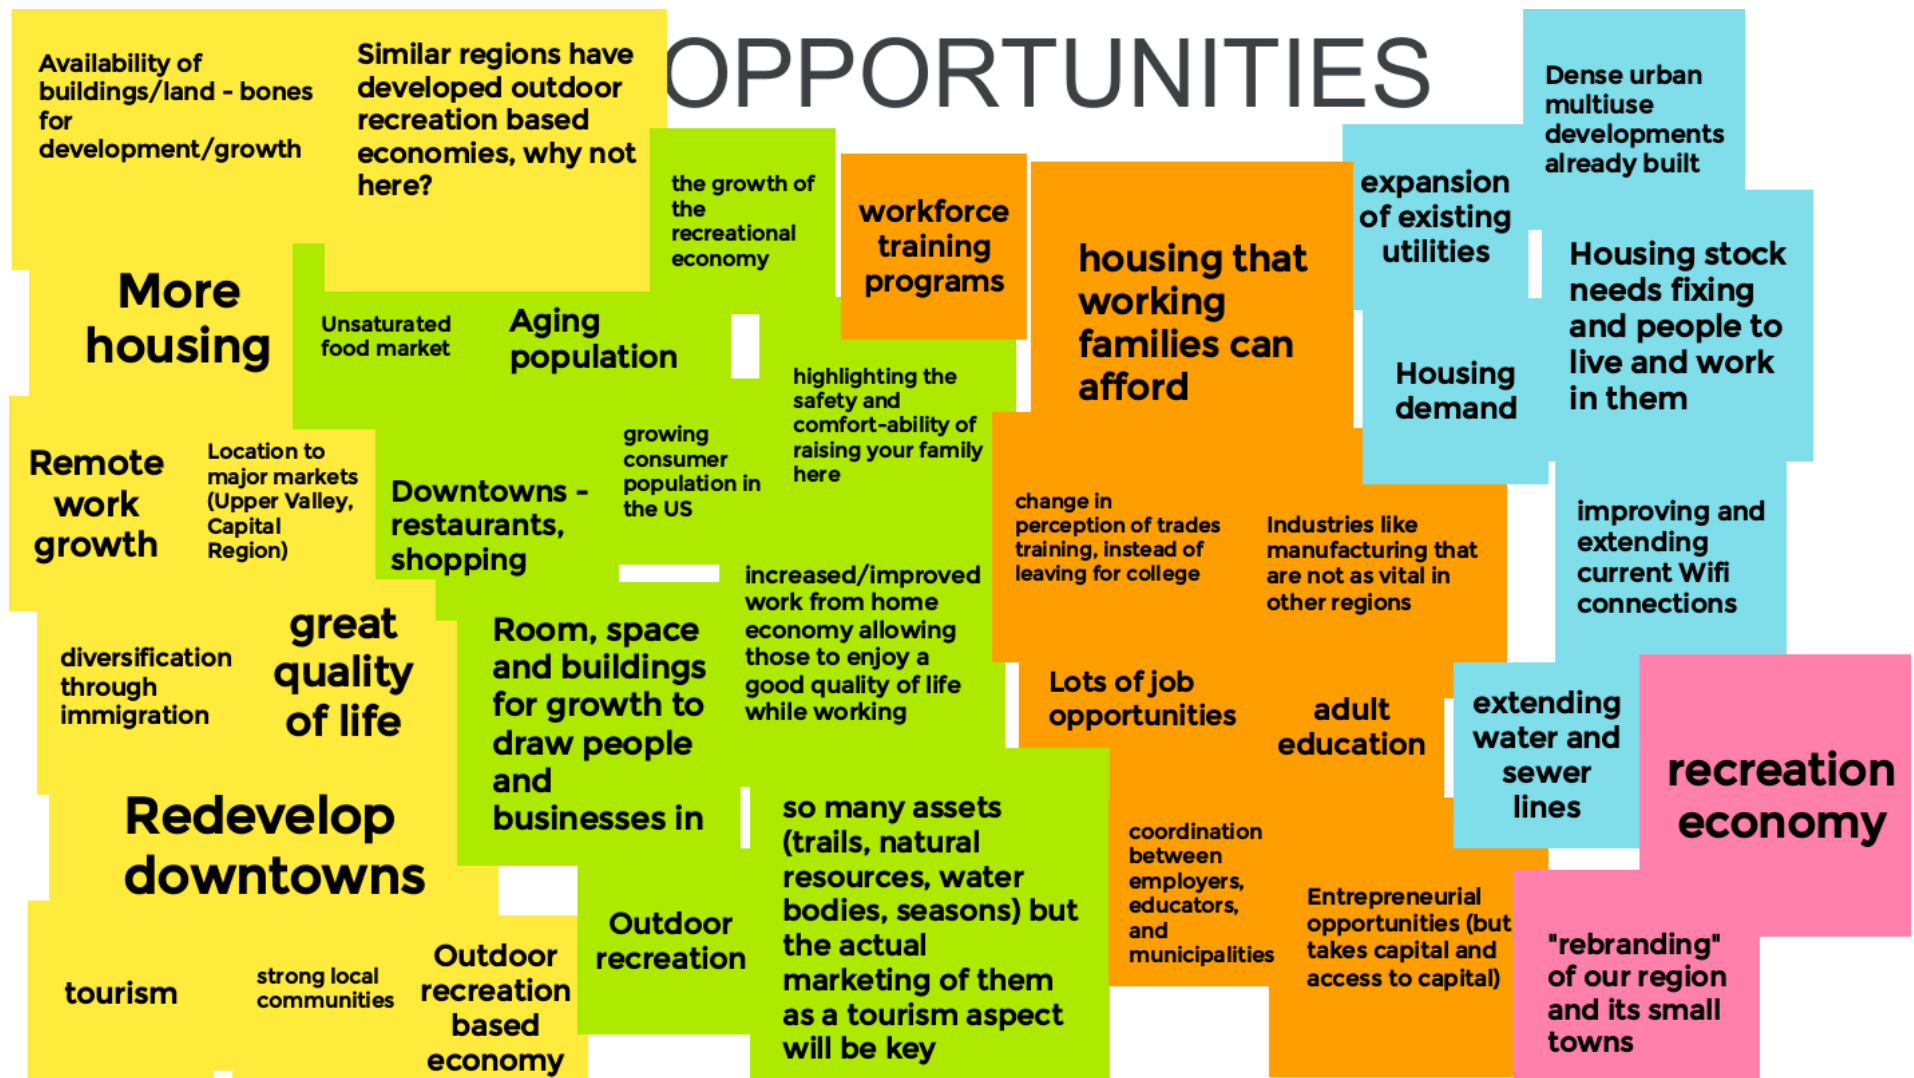 OPPORTUNITIES
Availability of
buildings/land - bones
for
development/growth
Similar regions have
developed outdoor
recreation based
economies, why not
here?
More
housing
Remote
work
growth
Location to
major markets
(Upper Valley,
Capital
Region)
diversification
through
immigration
great
quality
of life
Redevelop
downtowns
tourism
strong local
communities
Outdoor
recreation
based
economy
the growth of
the
recreational
economy
Unsaturated
food market
Aging
population
highlighting the
safety and
comfort-ability of
raising your family
here
growing
consumer
population in
the US
Downtowns -
restaurants,
shopping
increased/improved
work from home
economy allowing
those to enjoy a
good quality of life
while working
Room, space
and buildings
for growth to
draw people
and
businesses in
Outdoor
recreation
so many assets
(trails, natural
resources, water
bodies, seasons) but
the actual
marketing of them
as a tourism aspect
will be key
workforce
training
programs
housing that
working
families can
afford
change in
perception of trades
training, instead of
leaving for college
Industries like
manufacturing that
are not as vital in
other regions
Lots of job
opportunities
adult
education
coordination
between
employers,
educators,
and
municipalities
Entrepreneurial
opportunities (but
takes capital and
access to capital)
Dense urban
multiuse
developments
already built
expansion
of existing
utilities
Housing stock
needs fixing
and people to
live and work
in them
Housing
demand
improving and
extending
current Wifi
connections
extending
water and
sewer
lines
recreation
economy
"rebranding"
of our region
and its small
towns